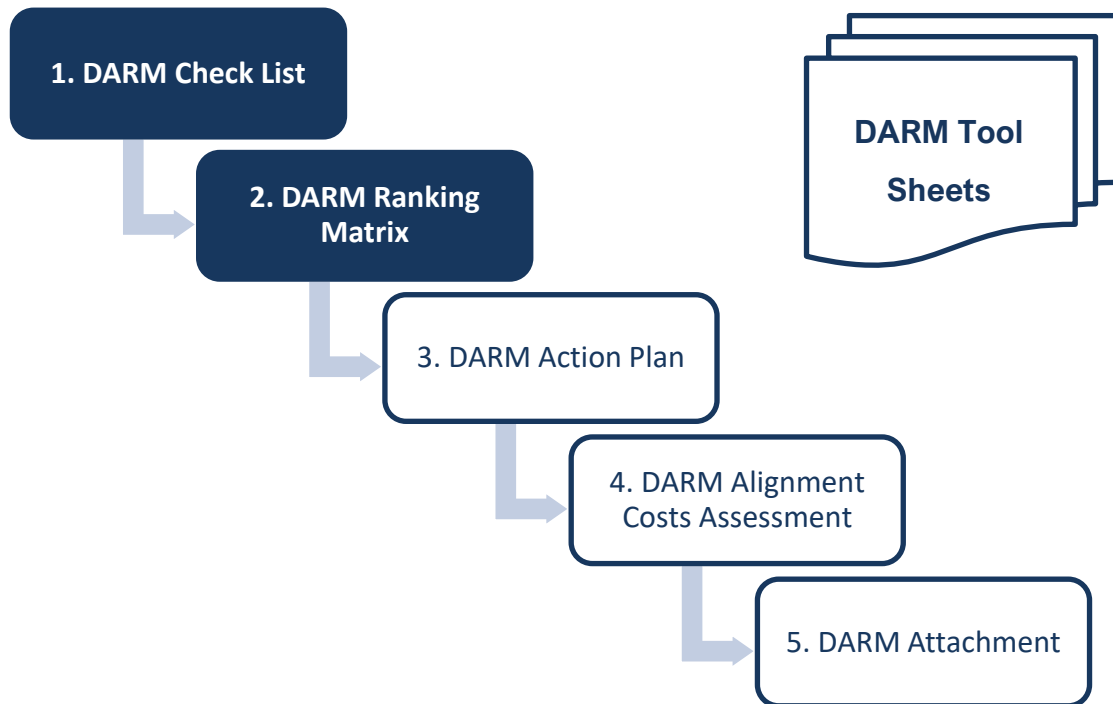 1. DARM Check List
DARM Tool
Sheets
2. DARM Ranking
Matrix
3. DARM Action Plan
4. DARM Alignment
Costs Assessment
5. DARM Attachment